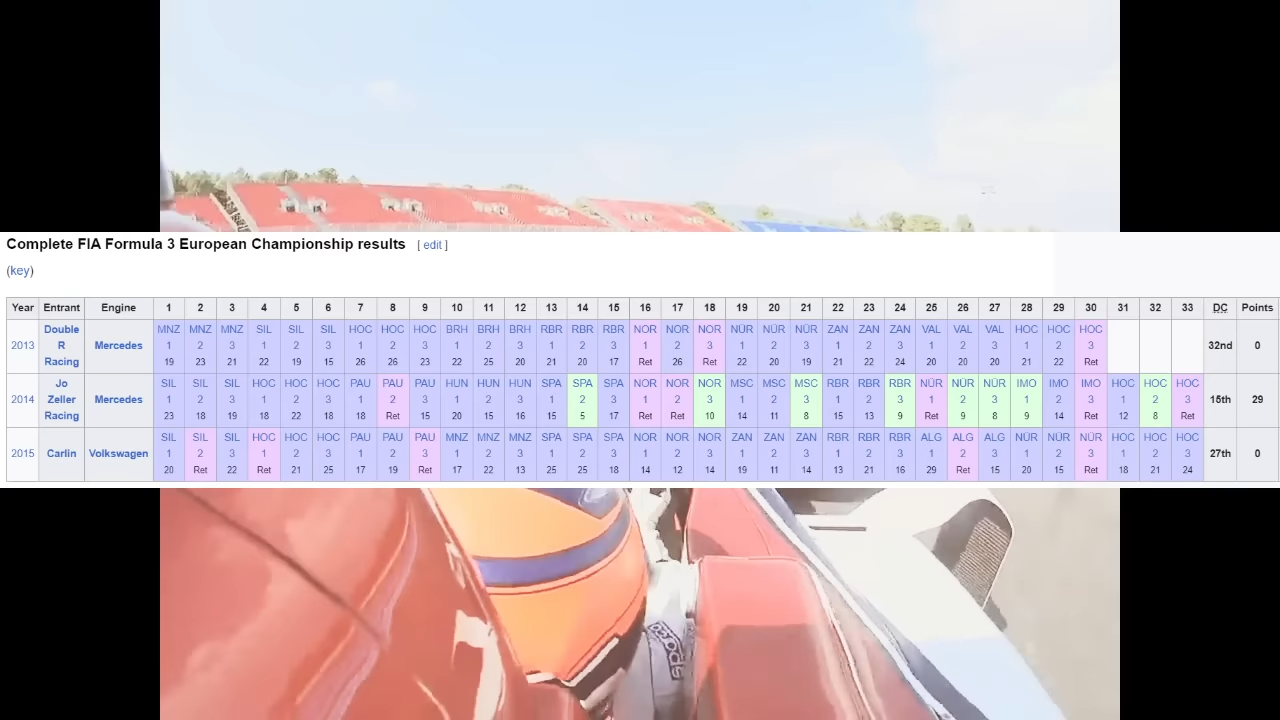 Complete FIA Formula 3 European Championship results [ edit ]
(key)
Year Entrant Engine 1 2 3 4 5 6 7 8 9 10 11 12 13 14 15 16 17 18 19 20 21 22 23 24 25 26 27 28 29 30 31 32 33 DC Points
2013 Double R Racing Mercedes MNZ 1 19 MNZ 2 23 MNZ 3 21 SIL 1 22 SIL 2 19 SIL 3 15 HOC 1 26 HOC 2 26 HOC 3 23 BRH 1 22 BRH 2 25 BRH 3 20 RBR 1 21 RBR 2 20 RBR 3 17 NOR 1 Ret NOR 2 26 NOR 3 Ret NÜR 1 22 NÜR 2 20 NÜR 3 19 ZAN 1 21 ZAN 2 22 ZAN 3 24 VAL 1 20 VAL 2 20 VAL 3 20 HOC 1 21 HOC 2 22 HOC 3 Ret 32nd 0
2014 Jo Zeller Racing Mercedes SIL 1 23 SIL 2 18 SIL 3 19 HOC 1 18 HOC 2 22 HOC 3 18 PAU 1 18 PAU 2 Ret PAU 3 15 HUN 1 20 HUN 2 15 HUN 3 16 SPA 1 12 SPA 2 5 SPA 3 17 NOR 1 Ret NOR 2 Ret NOR 3 10 MSC 1 14 MSC 2 11 MSC 3 8 RBR 1 15 RBR 2 13 RBR 3 9 NÜR 1 Ret NÜR 2 9 NÜR 3 8 IMO 1 9 IMO 2 15 IMO 3 Ret HOC 1 12 HOC 2 8 HOC 3 Ret 15th 29
2015 Carlin Volkswagen SIL 1 20 SIL 2 Ret SIL 3 22 HOC 1 Ret HOC 2 21 HOC 3 25 PAU 1 17 PAU 2 19 PAU 3 Ret MNZ 1 17 MNZ 2 22 MNZ 3 13 SPA 1 25 SPA 2 25 SPA 3 18 NOR 1 14 NOR 2 12 NOR 3 14 ZAN 1 12 ZAN 2 11 ZAN 3 14 RBR 1 13 RBR 2 21 RBR 3 16 ALG 1 29 ALG 2 Ret ALG 3 15 NÜR 1 20 NÜR 2 15 NÜR 3 Ret HOC 1 18 HOC 2 21 HOC 3 24 27th 0
sparco